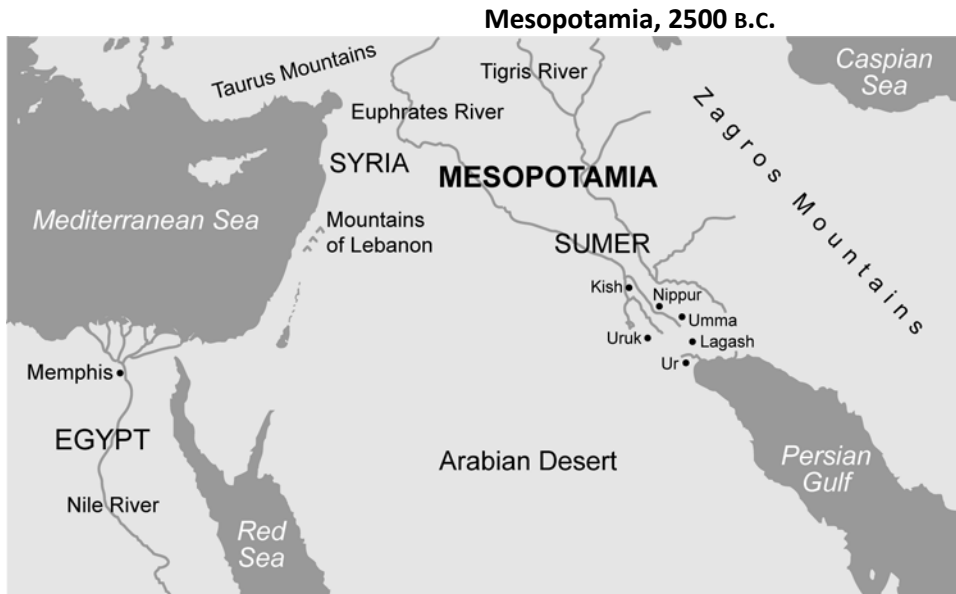 Mesopotamia, 2500 B.C.
Taurus Mountains
Tigris River
Caspian
Sea
Euphrates River
Zagros Mountains
SYRIA
MESOPOTAMIA
Mediterranean Sea
Mountains
of Lebanon
SUMER
Kish
Nippur
Umma
Uruk
Lagash
Ur
Memphis
EGYPT
Arabian Desert
Persian
Gulf
Nile River
Red
Sea